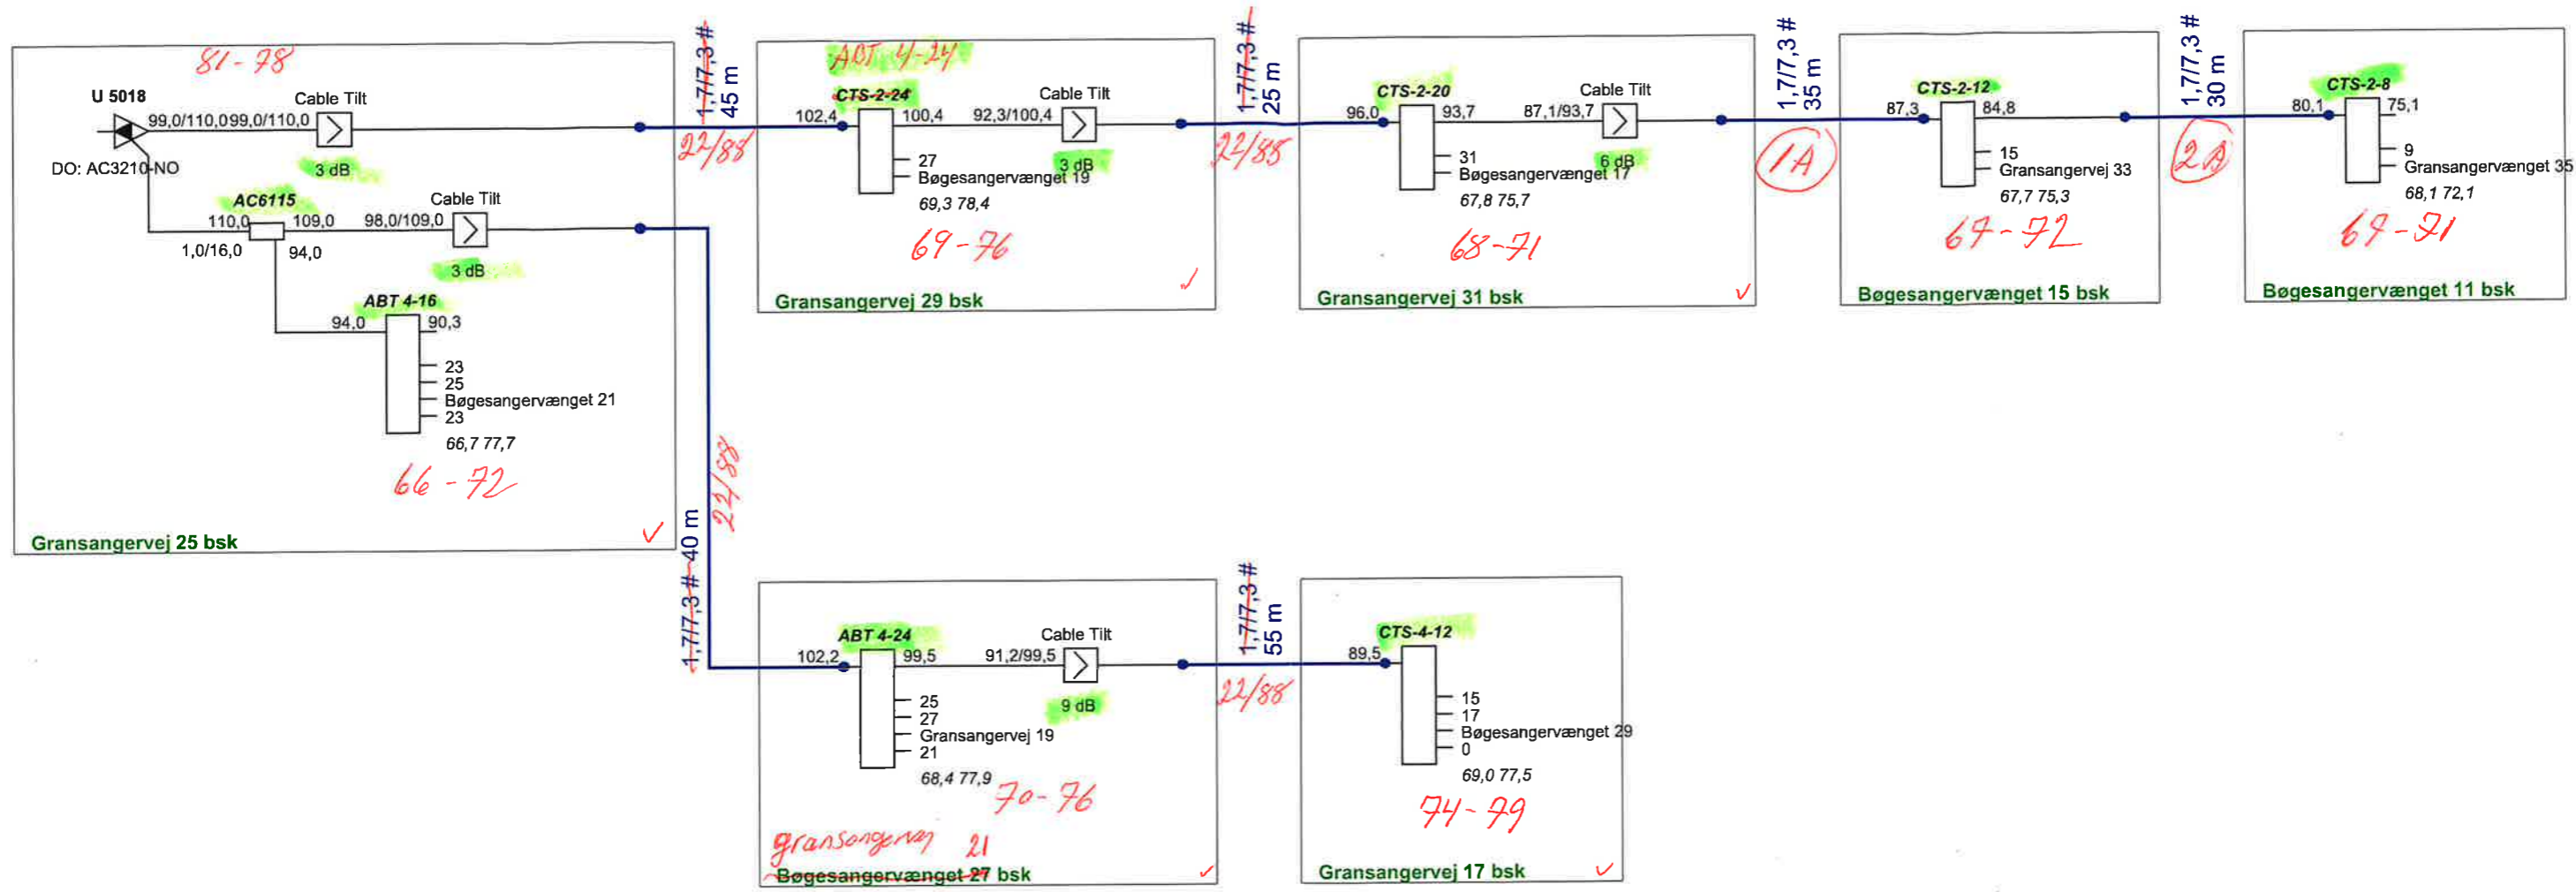 81-78
U 5018
99,0/110,0
99,0/110,0
Cable Tilt
3 dB
DO: AC3210-NO
AC6115
110,0
109,0
98,0/109,0
Cable Tilt
1,0/16,0
94,0
3 dB
ABT 4-16
94,0
90,3
23
25
Bøgesangervænget 21
23
66,7 77,7
66-72
Gransangervej 25 bsk
1,7/7,3 #
45 m
22/88
ABT 4-24
CTS-2-24
102,4
100,4
92,3/100,4
Cable Tilt
3 dB
27
Bøgesangervænget 19
69,3 78,4
69-76
Gransangervej 29 bsk
1,7/7,3 #
25 m
22/88
CTS-2-20
96,0
93,7
87,1/93,7
Cable Tilt
6 dB
31
Bøgesangervænget 17
67,8 75,7
68-71
Gransangervej 31 bsk
1,7/7,3 #
35 m
1A
CTS-2-12
87,3
84,8
15
Gransangervej 33
67,7 75,3
67-72
Bøgesangervænget 15 bsk
1,7/7,3 #
30 m
CTS-2-8
80,1
75,1
9
Gransangervænget 35
68,1 72,1
67-71
Bøgesangervænget 11 bsk
1,7/7,3 # 40 m
22/88
ABT 4-24
102,2
99,5
91,2/99,5
Cable Tilt
9 dB
25
27
Gransangervej 19
21
68,4 77,9
70-76
gransangervej 21
Bøgesangervænget 27 bsk
1,7/7,3 #
55 m
22/88
CTS-4-12
89,5
15
17
Bøgesangervænget 29
0
69,0 77,5
74-79
Gransangervej 17 bsk